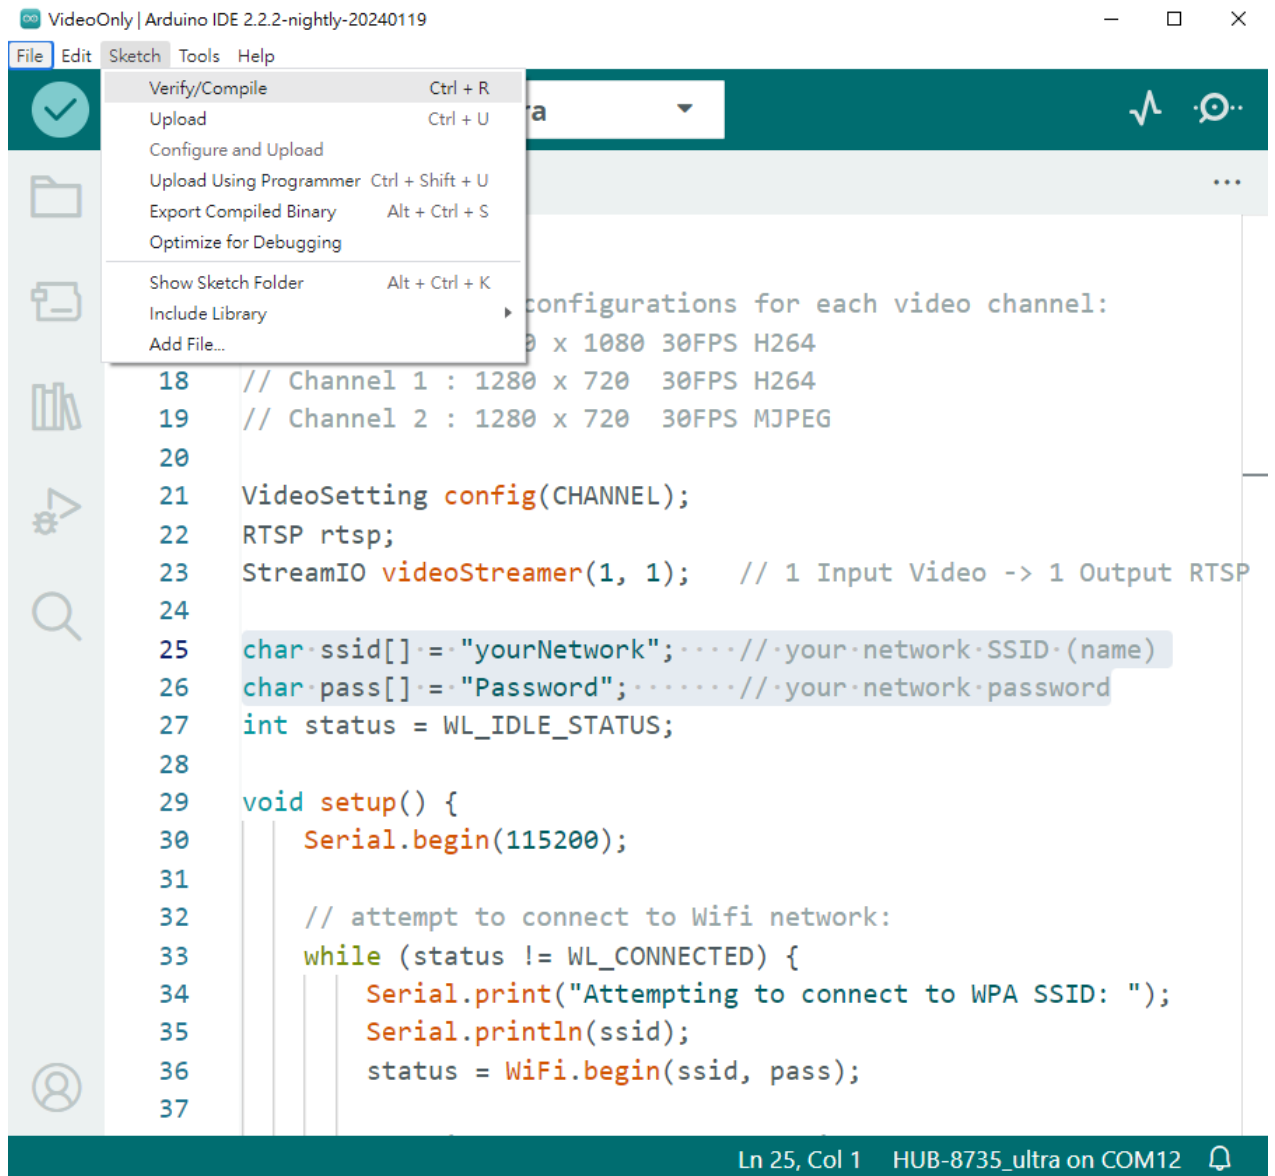 VideoOnly | Arduino IDE 2.2.2-nightly-20240119
File Edit Sketch Tools Help
Verify/Compile Ctrl + R
Upload Ctrl + U
Configure and Upload
Upload Using Programmer Ctrl + Shift + U
Export Compiled Binary Alt + Ctrl + S
Optimize for Debugging
Show Sketch Folder Alt + Ctrl + K
Include Library
Add File...
ra
configurations for each video channel:
0 x 1080 30FPS H264
18 // Channel 1 : 1280 x 720  30FPS H264
19 // Channel 2 : 1280 x 720  30FPS MJPEG
20
21 VideoSetting config(CHANNEL);
22 RTSP rtsp;
23 StreamIO videoStreamer(1, 1);   // 1 Input Video -> 1 Output RTSP
24
25 char·ssid[]·=·"yourNetwork";····//·your·network·SSID·(name)
26 char·pass[]·=·"Password";·······//·your·network·password
27 int status = WL_IDLE_STATUS;
28
29 void setup() {
30     Serial.begin(115200);
31
32     // attempt to connect to Wifi network:
33     while (status != WL_CONNECTED) {
34         Serial.print("Attempting to connect to WPA SSID: ");
35         Serial.println(ssid);
36         status = WiFi.begin(ssid, pass);
37
Ln 25, Col 1 HUB-8735_ultra on COM12